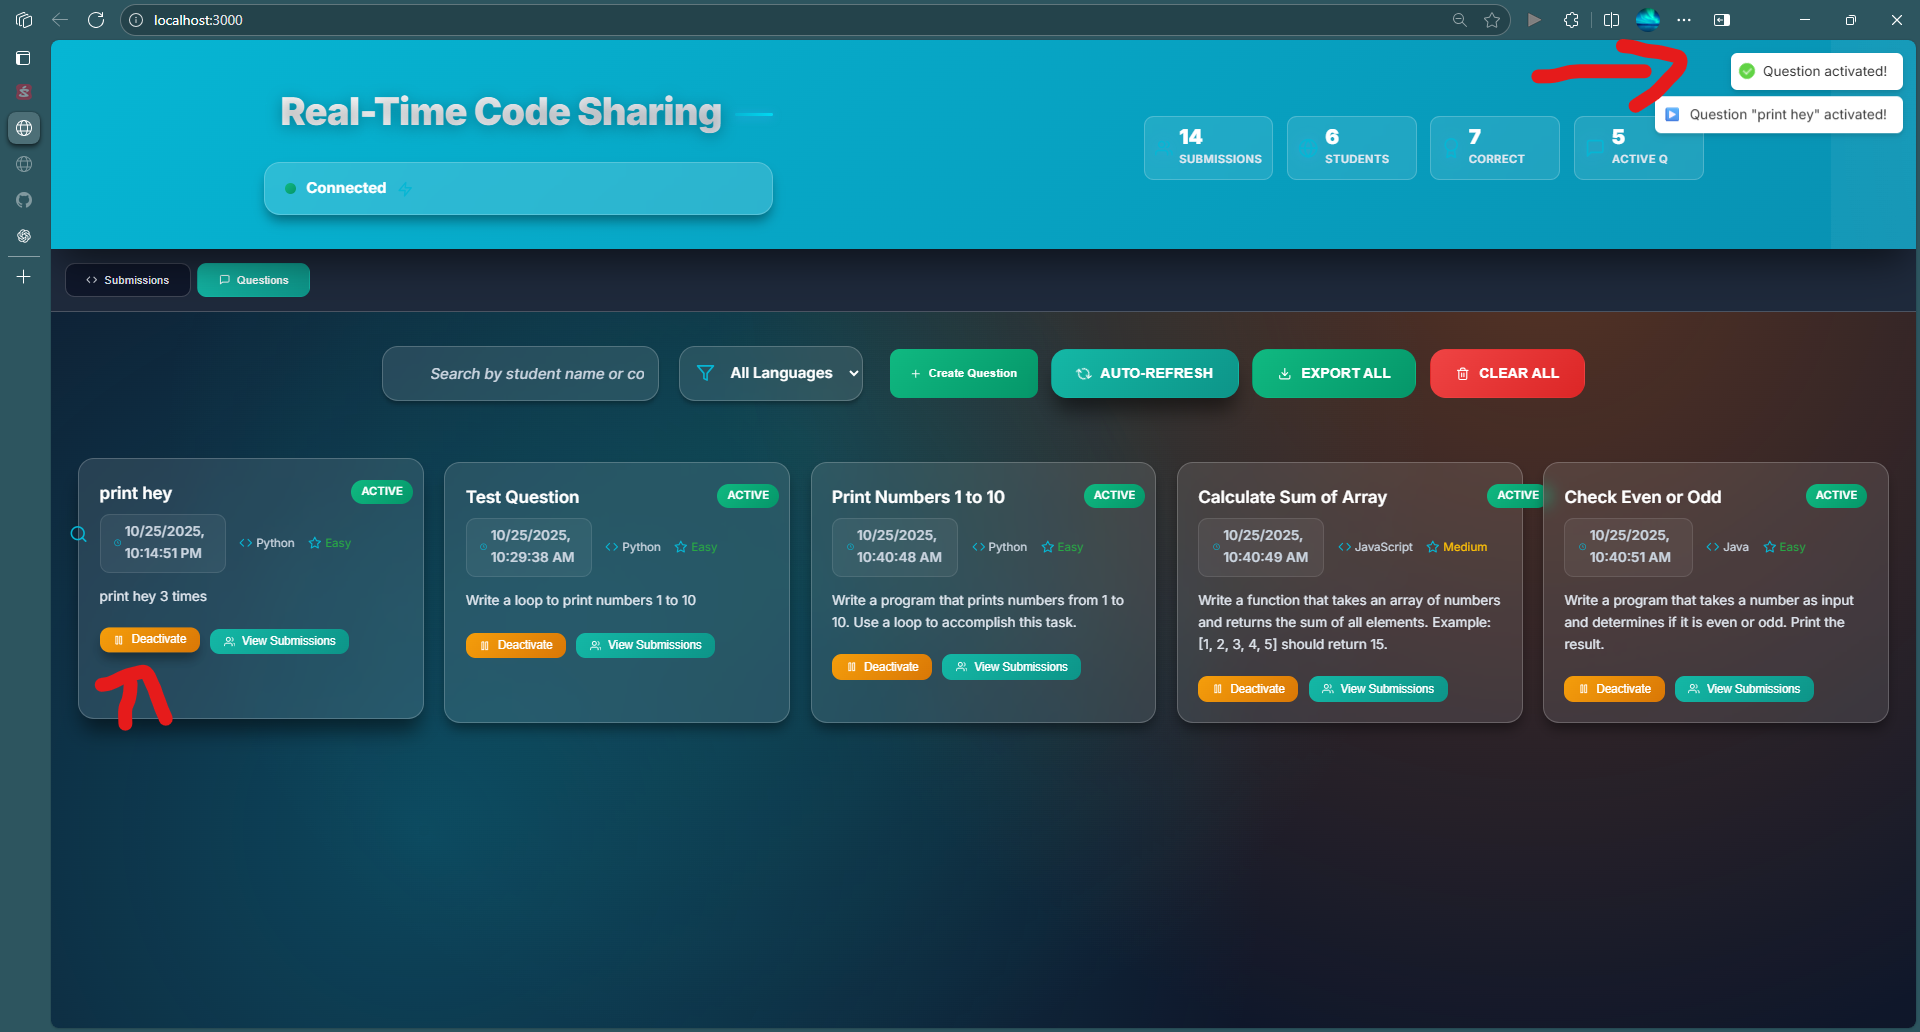 localhost:3000
Question activated!
Question "print hey" activated!
Real-Time Code Sharing
Connected
14
SUBMISSIONS
6
STUDENTS
7
CORRECT
5
ACTIVE Q
Submissions
Questions
Search by student name or co
All Languages
+ Create Question
AUTO-REFRESH
EXPORT ALL
CLEAR ALL
print hey
ACTIVE
10/25/2025,
10:14:51 PM
Python
Easy
print hey 3 times
Deactivate
View Submissions
Test Question
ACTIVE
10/25/2025,
10:29:38 AM
Python
Easy
Write a loop to print numbers 1 to 10
Deactivate
View Submissions
Print Numbers 1 to 10
ACTIVE
10/25/2025,
10:40:48 AM
Python
Easy
Write a program that prints numbers from 1 to
10. Use a loop to accomplish this task.
Deactivate
View Submissions
Calculate Sum of Array
ACTIVE
10/25/2025,
10:40:49 AM
JavaScript
Medium
Write a function that takes an array of numbers
and returns the sum of all elements. Example:
[1, 2, 3, 4, 5] should return 15.
Deactivate
View Submissions
Check Even or Odd
ACTIVE
10/25/2025,
10:40:51 AM
Java
Easy
Write a program that takes a number as input
and determines if it is even or odd. Print the
result.
Deactivate
View Submissions